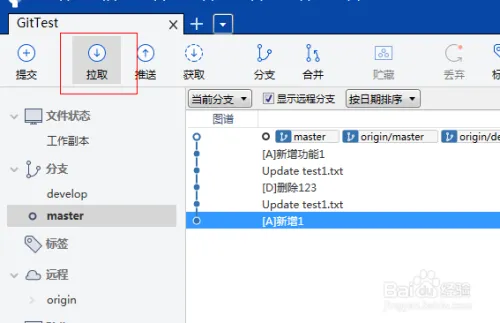 GitTest
提交 拉取 推送 获取 分支 合并 贮藏 丢弃
当前分支 显示远程分支 按日期排序
文件状态
工作副本
分支
develop
master
标签
远程
origin
图谱
master origin/master origin/de
[A]新增功能1
Update test1.txt
[D]删除123
Update test1.txt
[A]新增1
Baidu 经验
jingyan.baidu.com